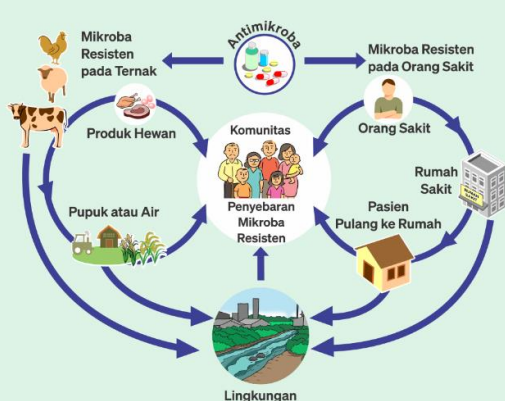 Antimikroba
Mikroba
Resisten
pada Ternak
Mikroba Resisten
pada Orang Sakit
Produk Hewan
Komunitas
Orang Sakit
Penyebaran
Mikroba
Resisten
Rumah
Sakit
Pupuk atau Air
Pasien
Pulang ke Rumah
Lingkungan